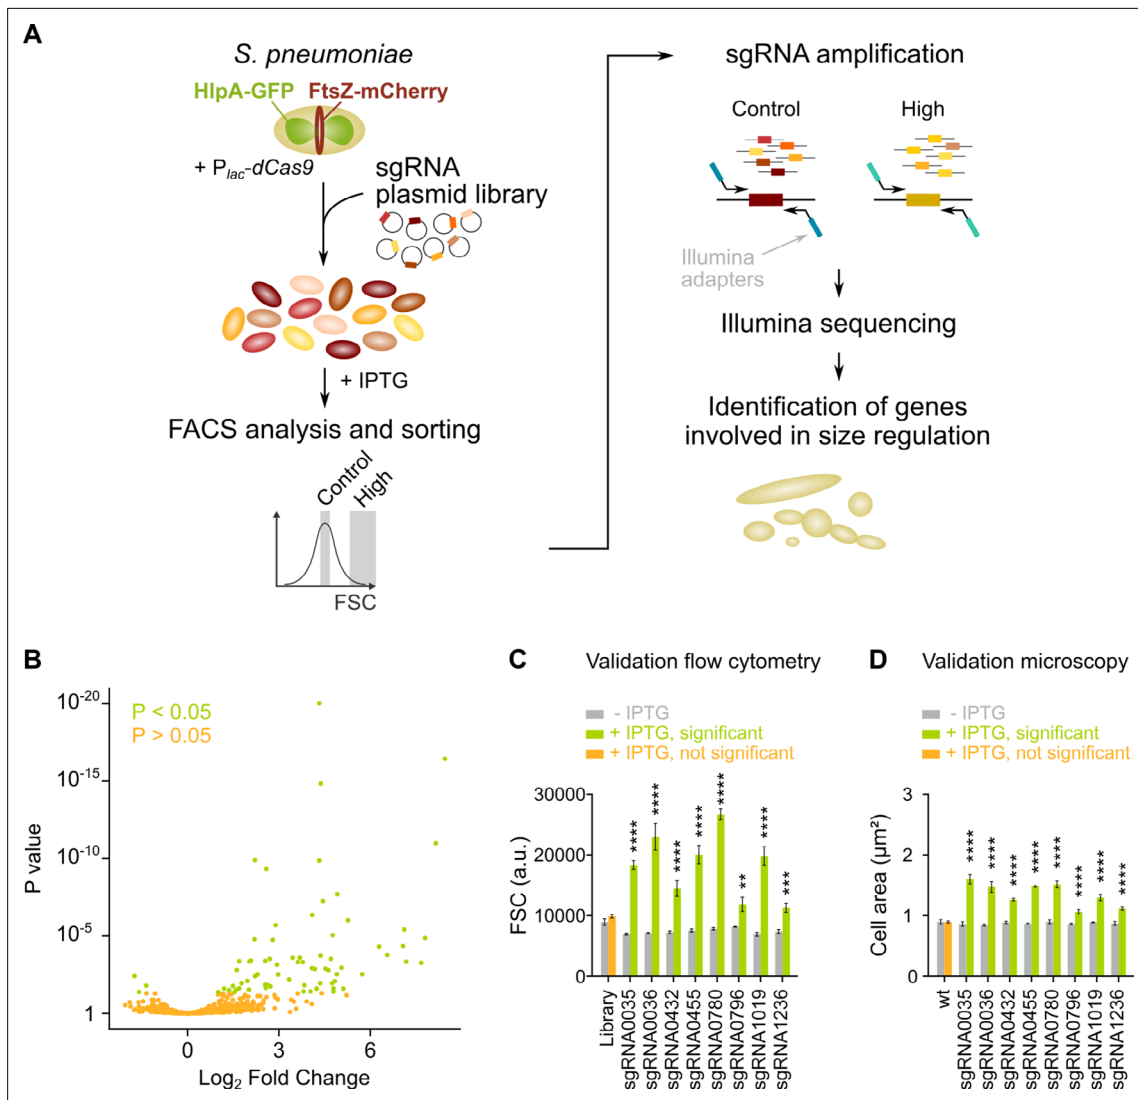 A
S. pneumoniae
HlpA-GFP FtsZ-mCherry
+ Plac-dCas9
sgRNA
plasmid library
+ IPTG
FACS analysis and sorting
Control
High
FSC
sgRNA amplification
Control High
Illumina
adapters
Illumina sequencing
Identification of genes
involved in size regulation
B
P < 0.05
P > 0.05
P value
10-20
10-15
10-10
10-5
1
0 3 6
Log2 Fold Change
C Validation flow cytometry
- IPTG
+ IPTG, significant
+ IPTG, not significant
FSC (a.u.)
30000
20000
10000
0
****
****
****
****
****
**
****
***
Library
sgRNA0035
sgRNA0036
sgRNA0432
sgRNA0455
sgRNA0780
sgRNA0796
sgRNA1019
sgRNA1236
D Validation microscopy
- IPTG
+ IPTG, significant
+ IPTG, not significant
Cell area (µm²)
3
2
1
0
****
****
****
****
****
****
****
****
wt
sgRNA0035
sgRNA0036
sgRNA0432
sgRNA0455
sgRNA0780
sgRNA0796
sgRNA1019
sgRNA1236